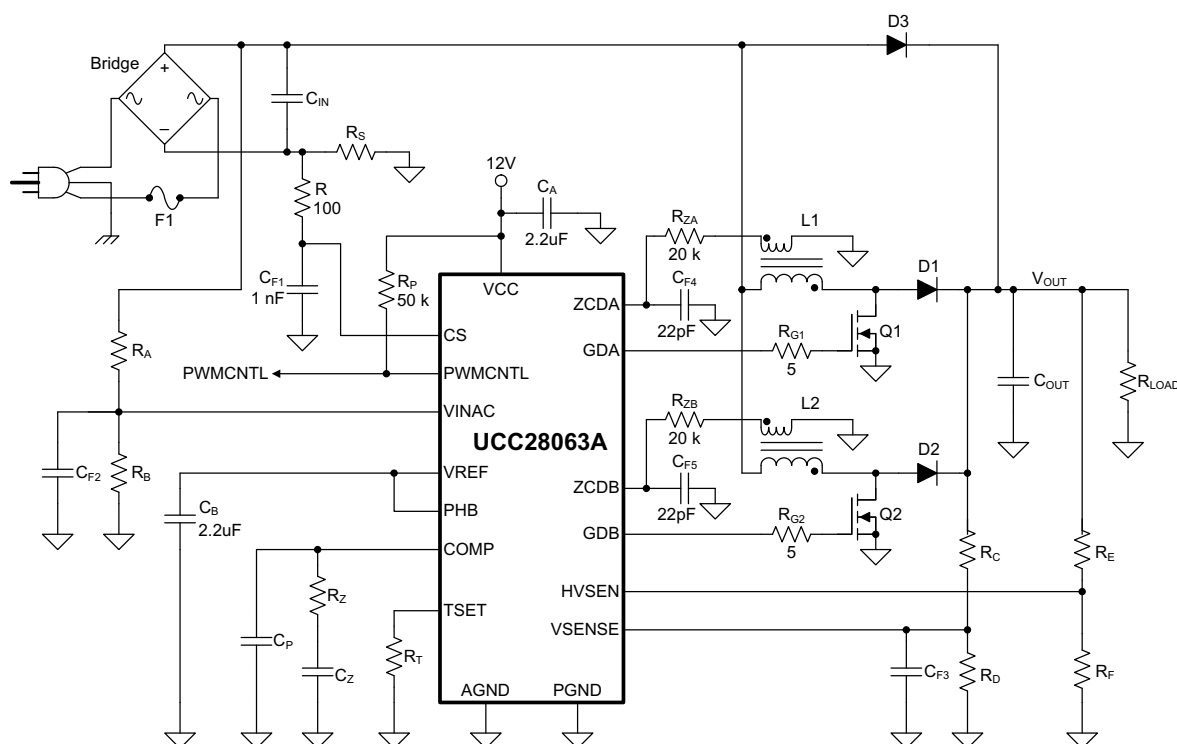 D3
Bridge
+
−
C_IN
R_S
12V
C_A
2.2uF
F1
R
100
R_ZA
20 k
L1
C_F1
1 nF
R_P
50 k
VCC
ZCDA
C_F4
22pF
D1
V_OUT
CS
R_A
GDA
R_G1
5
Q1
PWMCNTL
PWMCNTL
C_OUT
R_LOAD
VINAC
R_ZB
20 k
L2
UCC28063A
C_F2
R_B
D2
VREF
ZCDB
C_F5
22pF
C_B
2.2uF
PHB
GDB
R_G2
5
Q2
COMP
R_C
R_E
R_Z
HVSEN
TSET
VSENSE
C_P
R_T
C_Z
C_F3
R_D
R_F
AGND
PGND